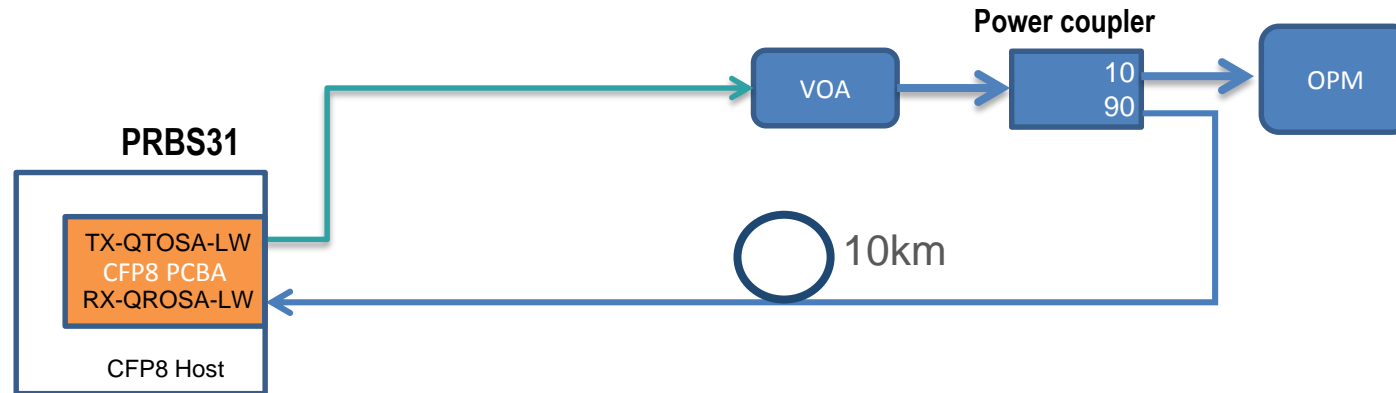 Power coupler
VOA
10
90
OPM
PRBS31
TX-QTOSA-LW
CFP8 PCBA
RX-QROSA-LW
10km
CFP8 Host